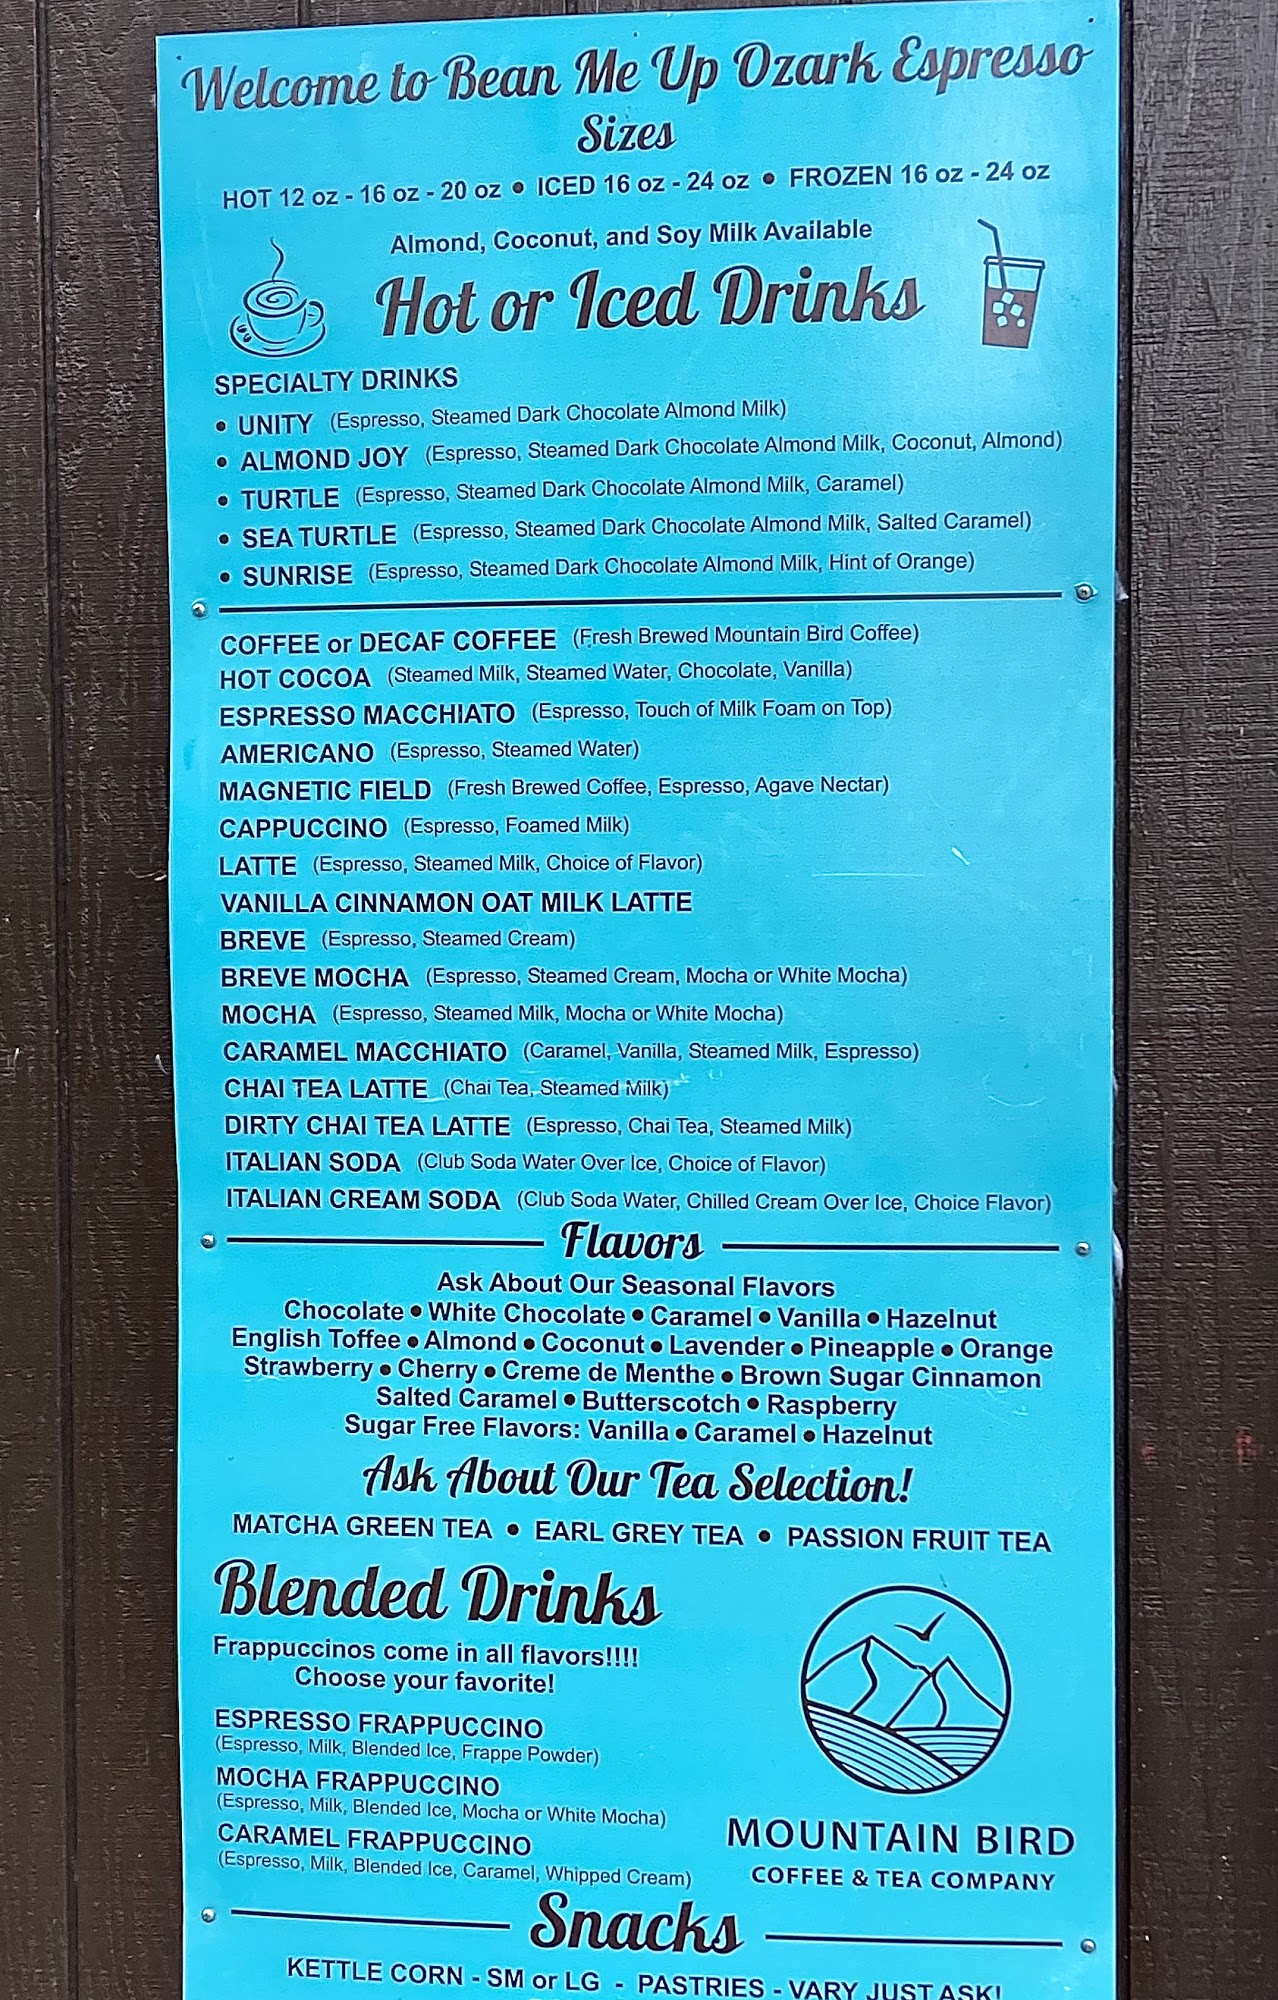 Welcome to Bean Me Up Ozark Espresso
Sizes
HOT 12 oz - 16 oz - 20 oz • ICED 16 oz - 24 oz • FROZEN 16 oz - 24 oz
Almond, Coconut, and Soy Milk Available
Hot or Iced Drinks
SPECIALTY DRINKS
• UNITY (Espresso, Steamed Dark Chocolate Almond Milk)
• ALMOND JOY (Espresso, Steamed Dark Chocolate Almond Milk, Coconut, Almond)
• TURTLE (Espresso, Steamed Dark Chocolate Almond Milk, Caramel)
• SEA TURTLE (Espresso, Steamed Dark Chocolate Almond Milk, Salted Caramel)
• SUNRISE (Espresso, Steamed Dark Chocolate Almond Milk, Hint of Orange)
COFFEE or DECAF COFFEE (Fresh Brewed Mountain Bird Coffee)
HOT COCOA (Steamed Milk, Steamed Water, Chocolate, Vanilla)
ESPRESSO MACCHIATO (Espresso, Touch of Milk Foam on Top)
AMERICANO (Espresso, Steamed Water)
MAGNETIC FIELD (Fresh Brewed Coffee, Espresso, Agave Nectar)
CAPPUCCINO (Espresso, Foamed Milk)
LATTE (Espresso, Steamed Milk, Choice of Flavor)
VANILLA CINNAMON OAT MILK LATTE
BREVE (Espresso, Steamed Cream)
BREVE MOCHA (Espresso, Steamed Cream, Mocha or White Mocha)
MOCHA (Espresso, Steamed Milk, Mocha or White Mocha)
CARAMEL MACCHIATO (Caramel, Vanilla, Steamed Milk, Espresso)
CHAI TEA LATTE (Chai Tea, Steamed Milk)
DIRTY CHAI TEA LATTE (Espresso, Chai Tea, Steamed Milk)
ITALIAN SODA (Club Soda Water Over Ice, Choice of Flavor)
ITALIAN CREAM SODA (Club Soda Water, Chilled Cream Over Ice, Choice Flavor)
Flavors
Ask About Our Seasonal Flavors
Chocolate • White Chocolate • Caramel • Vanilla • Hazelnut
English Toffee • Almond • Coconut • Lavender • Pineapple • Orange
Strawberry • Cherry • Creme de Menthe • Brown Sugar Cinnamon
Salted Caramel • Butterscotch • Raspberry
Sugar Free Flavors: Vanilla • Caramel • Hazelnut
Ask About Our Tea Selection!
MATCHA GREEN TEA • EARL GREY TEA • PASSION FRUIT TEA
Blended Drinks
Frappuccinos come in all flavors!!!!
Choose your favorite!
ESPRESSO FRAPPUCCINO
(Espresso, Milk, Blended Ice, Frappe Powder)
MOCHA FRAPPUCCINO
(Espresso, Milk, Blended Ice, Mocha or White Mocha)
CARAMEL FRAPPUCCINO
(Espresso, Milk, Blended Ice, Caramel, Whipped Cream)
MOUNTAIN BIRD
COFFEE & TEA COMPANY
Snacks
KETTLE CORN - SM or LG - PASTRIES - VARY JUST ASK!